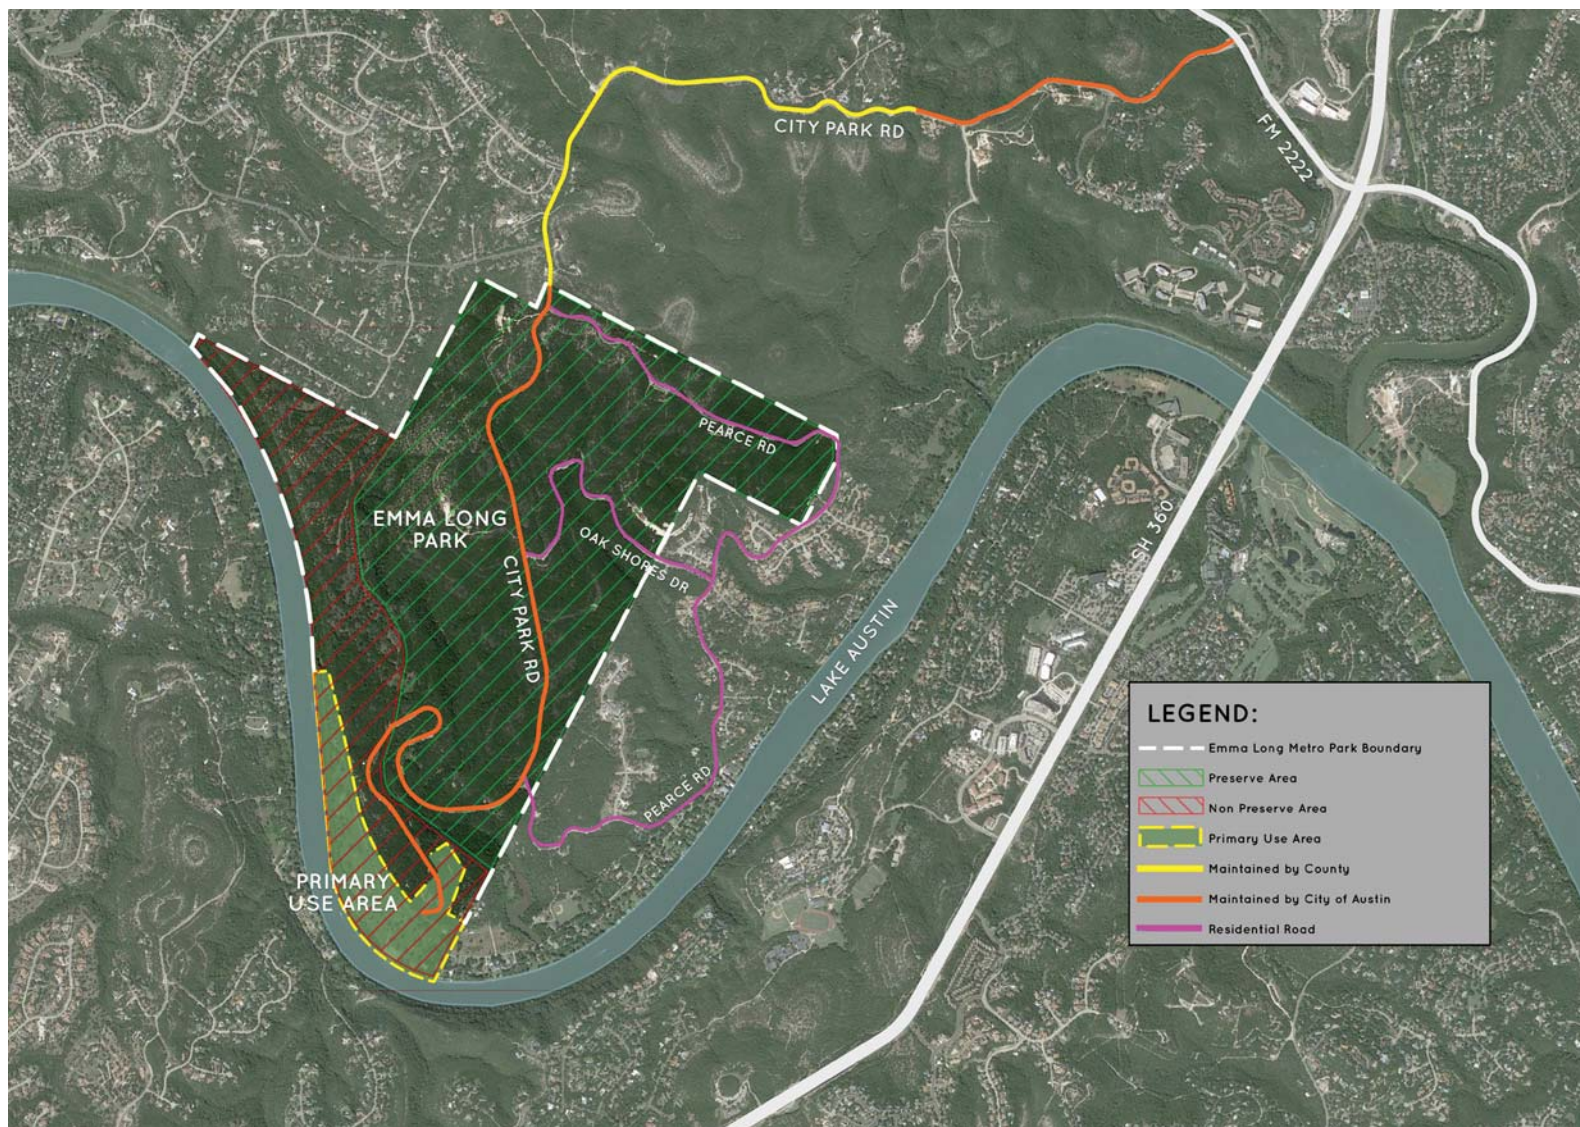 CITY PARK RD
FM 2222
PEARCE RD
EMMA LONG
PARK
OAK SHORES DR
CITY PARK RD
SH 360
LAKE AUSTIN
PEARCE RD
PRIMARY
USE AREA
LEGEND:
Emma Long Metro Park Boundary
Preserve Area
Non Preserve Area
Primary Use Area
Maintained by County
Maintained by City of Austin
Residential Road